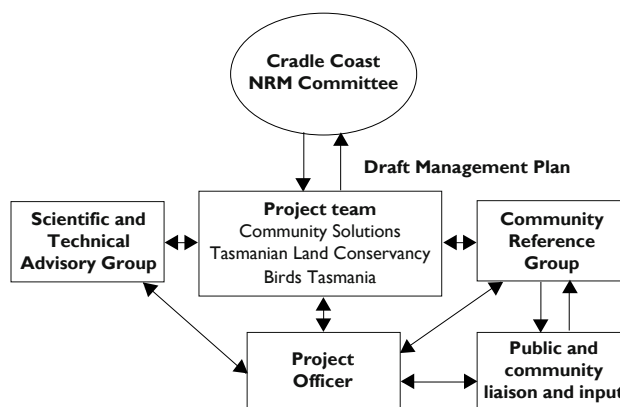 Cradle Coast
NRM Committee
Draft Management Plan
Scientific and
Technical
Advisory Group
Project team
Community Solutions
Tasmanian Land Conservancy
Birds Tasmania
Community
Reference
Group
Project
Officer
Public and
community
liaison and input